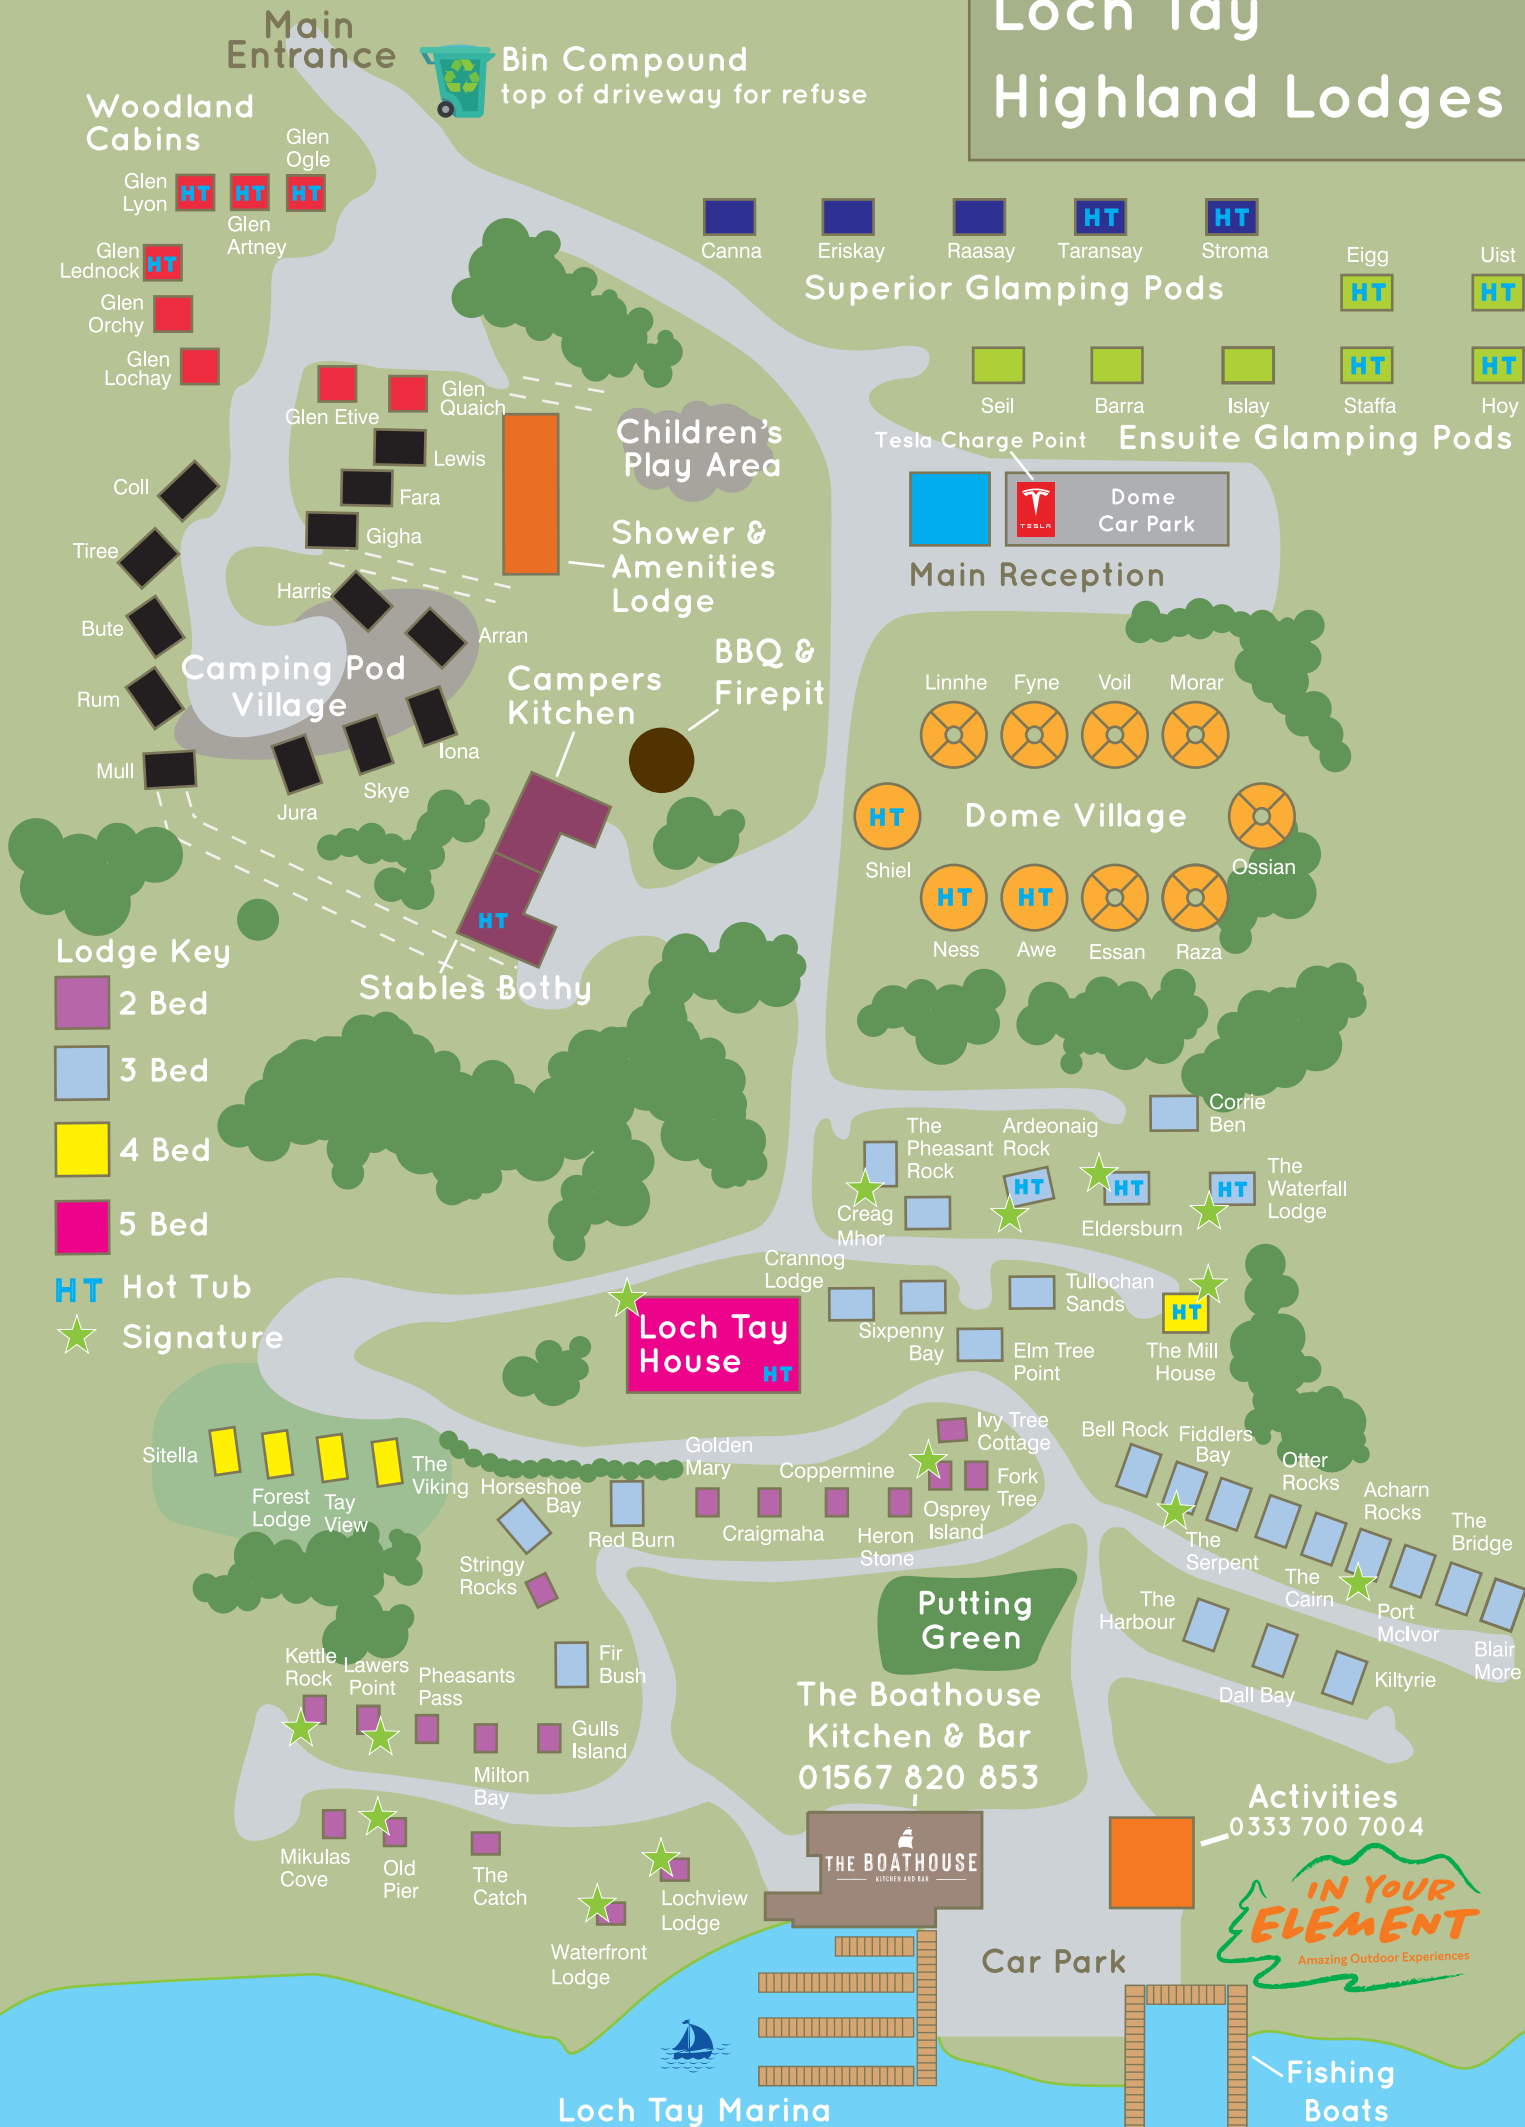 Main
Entrance
Bin Compound
top of driveway for refuse
Loch Tay
Highland Lodges
Woodland
Cabins
Glen
Ogle
Glen
Lyon
HT
HT
HT
Glen
Artney
Glen
Lednock
HT
Glen
Orchy
Glen
Lochay
Canna
Eriskay
Raasay
HT
Taransay
HT
Stroma
Superior Glamping Pods
Eigg
HT
Uist
HT
Seil
Barra
Islay
HT
Staffa
HT
Hoy
Ensuite Glamping Pods
Glen Etive
Glen
Quaich
Lewis
Fara
Gigha
Coll
Tiree
Bute
Rum
Mull
Harris
Arran
Iona
Skye
Jura
Camping Pod
Village
Children's
Play Area
Shower &
Amenities
Lodge
Tesla Charge Point
TESLA
Dome
Car Park
Main Reception
BBQ &
Firepit
Campers
Kitchen
HT
Stables Bothy
Linnhe
Fyne
Voil
Morar
HT
Shiel
Dome Village
Ossian
HT
Ness
HT
Awe
Essan
Raza
Lodge Key
2 Bed
3 Bed
4 Bed
5 Bed
HT Hot Tub
Signature
Corrie
Ben
The
Pheasant
Rock
Ardeonaig
Rock
HT
HT
Eldersburn
HT
The
Waterfall
Lodge
Creag
Mhor
Crannog
Lodge
Sixpenny
Bay
Tullochan
Sands
Elm Tree
Point
HT
The Mill
House
Loch Tay
House
HT
Sitella
Forest
Lodge
Tay
View
The
Viking
Horseshoe
Bay
Red Burn
Golden
Mary
Craigmaha
Coppermine
Heron
Stone
Ivy Tree
Cottage
Fork
Tree
Osprey
Island
Bell Rock
Fiddlers
Bay
Otter
Rocks
Acharn
Rocks
The
Bridge
The
Serpent
The
Cairn
Port
McIvor
Blair
More
The
Harbour
Dall Bay
Kiltyrie
Stringy
Rocks
Fir
Bush
Putting
Green
Kettle
Rock
Lawers
Point
Pheasants
Pass
Milton
Bay
Gulls
Island
Mikulas
Cove
Old
Pier
The
Catch
Lochview
Lodge
Waterfront
Lodge
The Boathouse
Kitchen & Bar
01567 820 853
THE BOATHOUSE
KITCHEN AND BAR
Activities
0333 700 7004
IN YOUR
ELEMENT
Amazing Outdoor Experiences
Car Park
Fishing
Boats
Loch Tay Marina